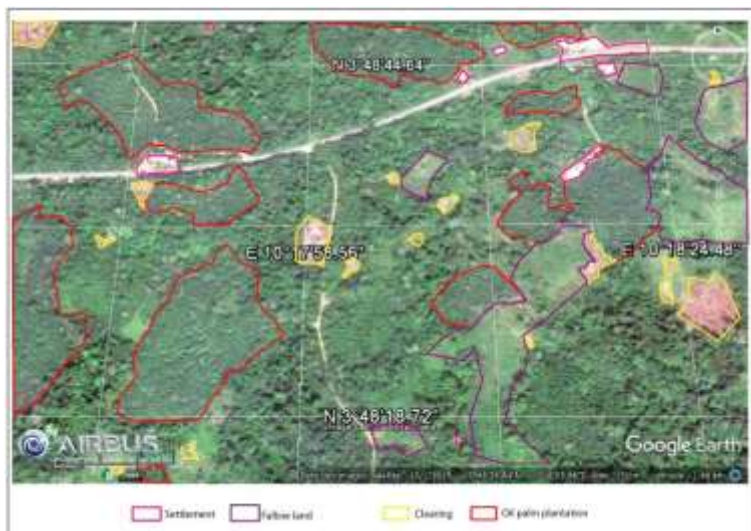 N 3°48'44.64"
E 10°17'58.56"
E 10°18'24.48"
N 3°48'18.72"
AIRBUS
Google Earth
Settlement
Fallow land
Clearing
Oil palm plantation